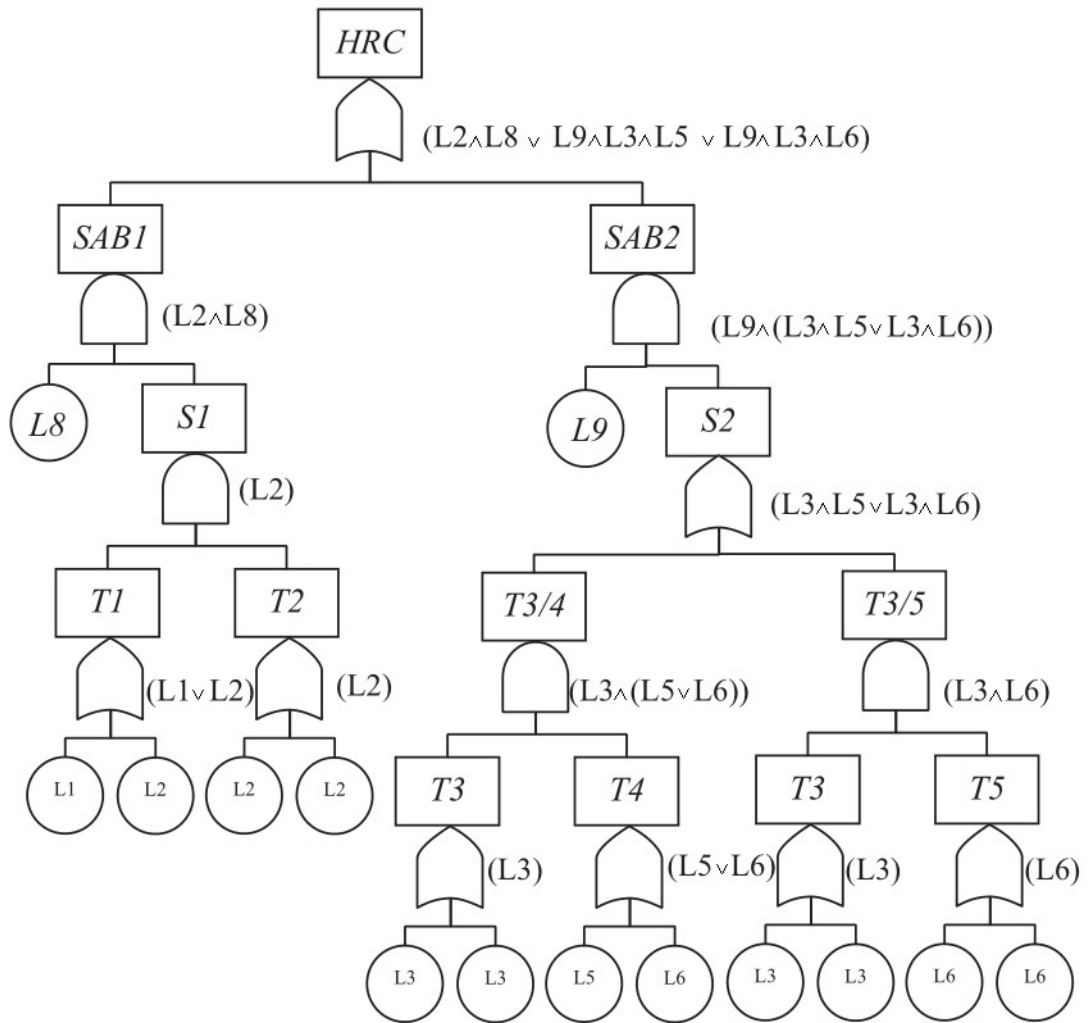 HRC
(L2∧L8 ∨ L9∧L3∧L5 ∨ L9∧L3∧L6)
SAB1
SAB2
(L2∧L8)
(L9∧(L3∧L5∨L3∧L6))
L8
S1
L9
S2
(L2)
(L3∧L5∨L3∧L6)
T1
T2
T3/4
T3/5
(L1∨L2)
(L2)
(L3∧(L5∨L6))
(L3∧L6)
L1
L2
L2
L2
T3
T4
T3
T5
(L3)
(L5∨L6)
(L3)
(L6)
L3
L3
L5
L6
L3
L3
L6
L6